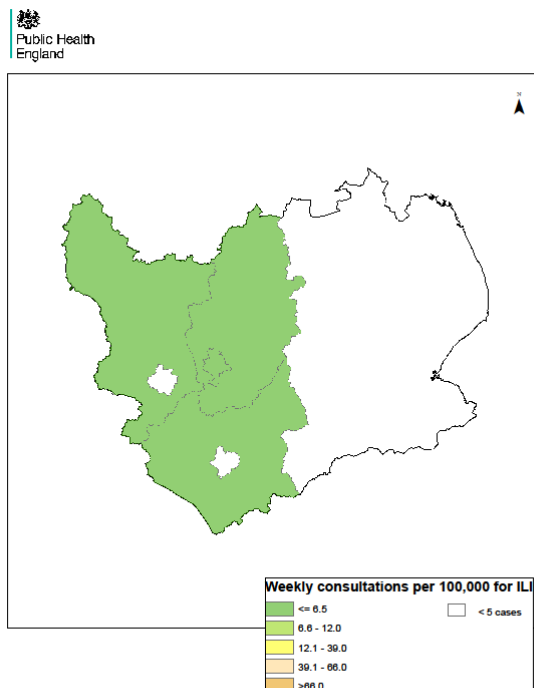 Public Health
England
Weekly consultations per 100,000 for ILI
<= 6.5
< 5 cases
6.6 - 12.0
12.1 - 39.0
39.1 - 66.0
>66.0